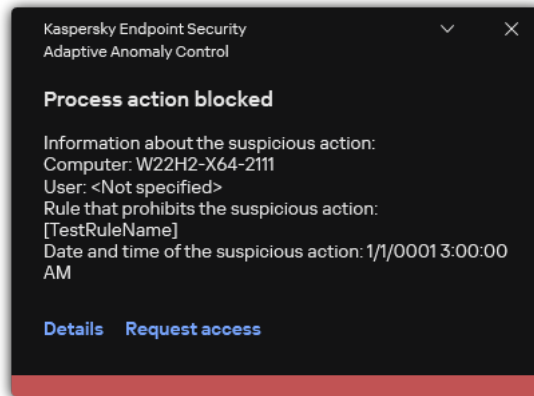 Kaspersky Endpoint Security
Adaptive Anomaly Control
Process action blocked
Information about the suspicious action:
Computer: W22H2-X64-2111
User: <Not specified>
Rule that prohibits the suspicious action:
[TestRuleName]
Date and time of the suspicious action: 1/1/0001 3:00:00
AM
Details Request access